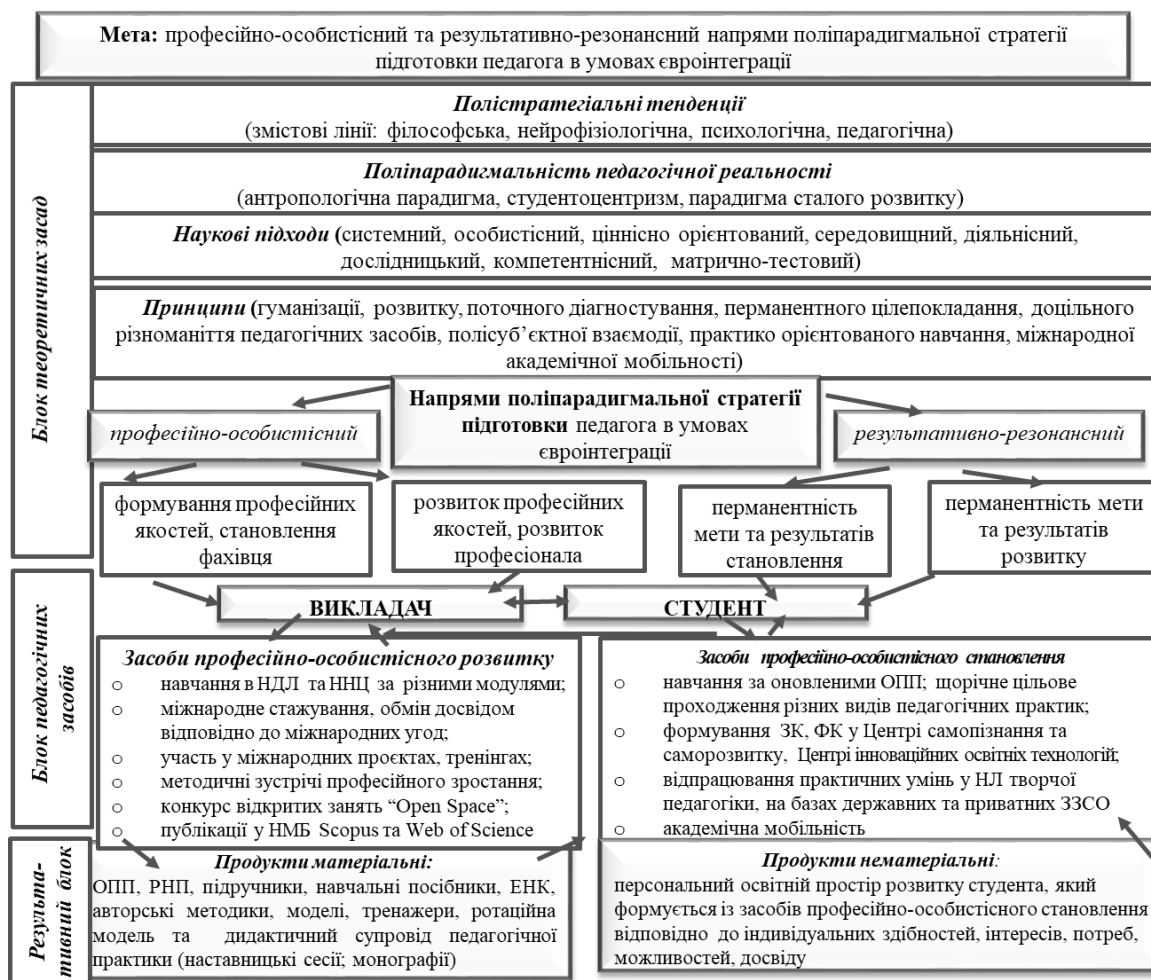 Мета: професійно-особистісний та результативно-резонансний напрями поліпарадигмальної стратегії
підготовки педагога в умовах євроінтеграції
Блок теоретичних засад
Полістратегіальні тенденції
(змістові лінії: філософська, нейрофізіологічна, психологічна, педагогічна)
Поліпарадигмальність педагогічної реальності
(антропологічна парадигма, студентоцентризм, парадигма сталого розвитку)
Наукові підходи (системний, особистісний, ціннісно орієнтований, середовищний, діяльнісний,
дослідницький, компетентнісний, матрично-тестовий)
Принципи (гуманізації, розвитку, поточного діагностування, перманентного цілепокладання, доцільного
різноманіття педагогічних засобів, полісуб’єктної взаємодії, практико орієнтованого навчання, міжнародної
академічної мобільності)
Напрями поліпарадигмальної стратегії
підготовки педагога в умовах
євроінтеграції
професійно-особистісний
результативно-резонансний
формування професійних
якостей, становлення
фахівця
розвиток професійних
якостей, розвиток
професіонала
перманентність
мети та результатів
становлення
перманентність мети
та результатів
розвитку
Блок педагогічних
засобів
ВИКЛАДАЧ
СТУДЕНТ
Засоби професійно-особистісного розвитку
o навчання в НДЛ та ННЦ за різними модулями;
o міжнародне стажування, обмін досвідом
відповідно до міжнародних угод;
o участь у міжнародних проєктах, тренінгах;
o методичні зустрічі професійного зростання;
o конкурс відкритих занять “Open Space”;
o публікації у НМБ Scopus та Web of Science
Засоби професійно-особистісного становлення
o навчання за оновленими ОПП; щорічне цільове
проходження різних видів педагогічних практик;
o формування ЗК, ФК у Центрі самопізнання та
саморозвитку, Центрі інноваційних освітніх технологій;
o відпрацювання практичних умінь у НЛ творчої
педагогіки, на базах державних та приватних ЗЗСО
o академічна мобільність
Результа-
тивний блок
Продукти матеріальні:
ОПП, РНП, підручники, навчальні посібники, ЕНК,
авторські методики, моделі, тренажери, ротаційна
модель та дидактичний супровід педагогічної
практики (наставницькі сесії; монографії)
Продукти нематеріальні:
персональний освітній простір розвитку студента, який
формується із засобів професійно-особистісного становлення
відповідно до індивідуальних здібностей, інтересів, потреб,
можливостей, досвіду